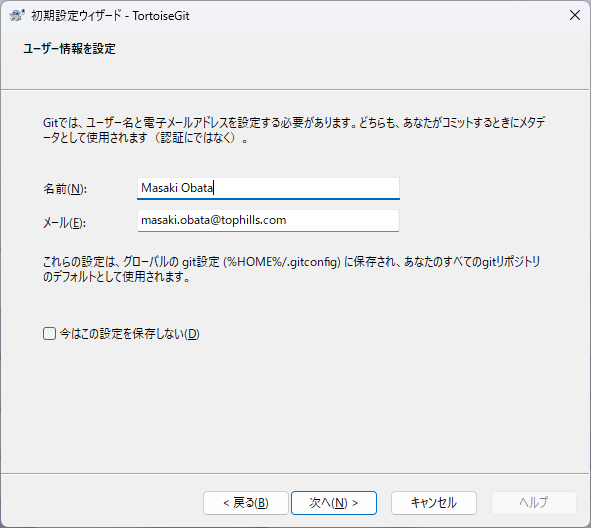 初期設定ウィザード - TortoiseGit
ユーザー情報を設定
Gitでは、ユーザー名と電子メールアドレスを設定する必要があります。どちらも、あなたがコミットするときにメタデ
ータとして使用されます（認証にではなく）。
名前(N):
Masaki Obata
メール(E):
masaki.obata@tophills.com
これらの設定は、グローバルの git設定 (%HOME%/.gitconfig) に保存され、あなたのすべてのgitリポジトリ
のデフォルトとして使用されます。
今はこの設定を保存しない(D)
< 戻る(B)
次へ(N) >
キャンセル
ヘルプ